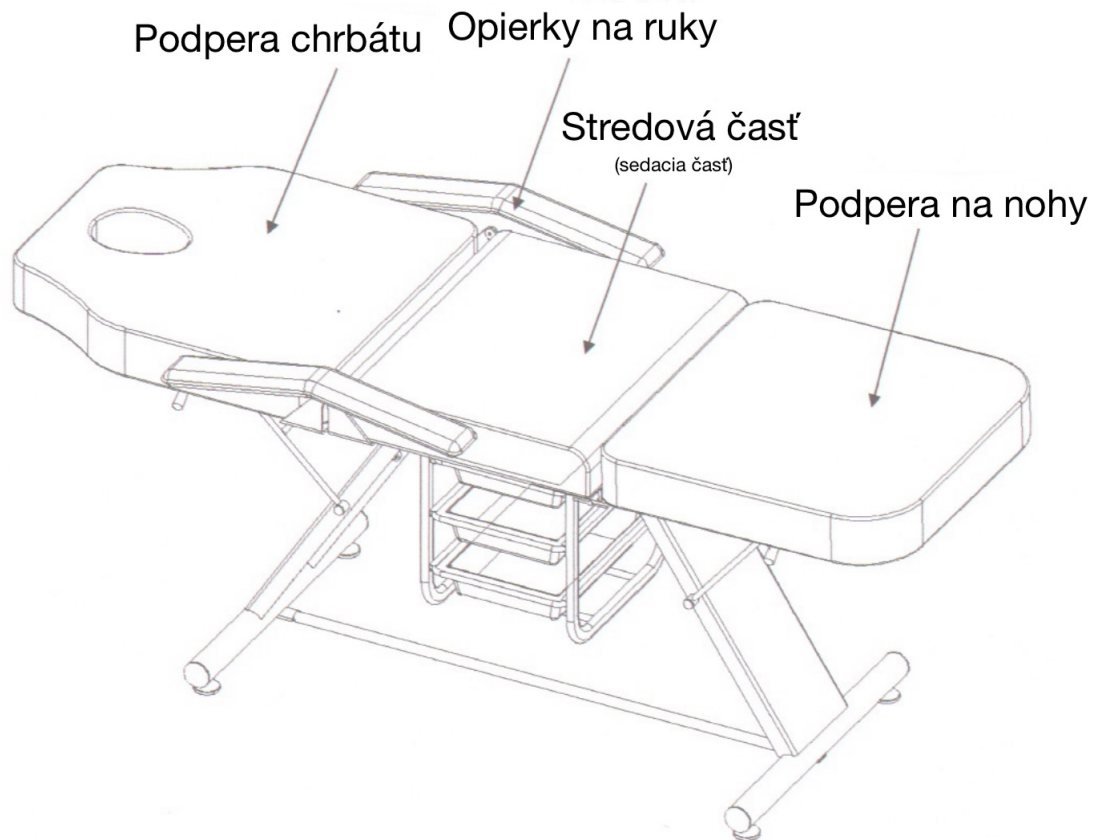 Podpera chrbátu
Opierky na ruky
Stredová časť
(sedacia časť)
Podpera na nohy